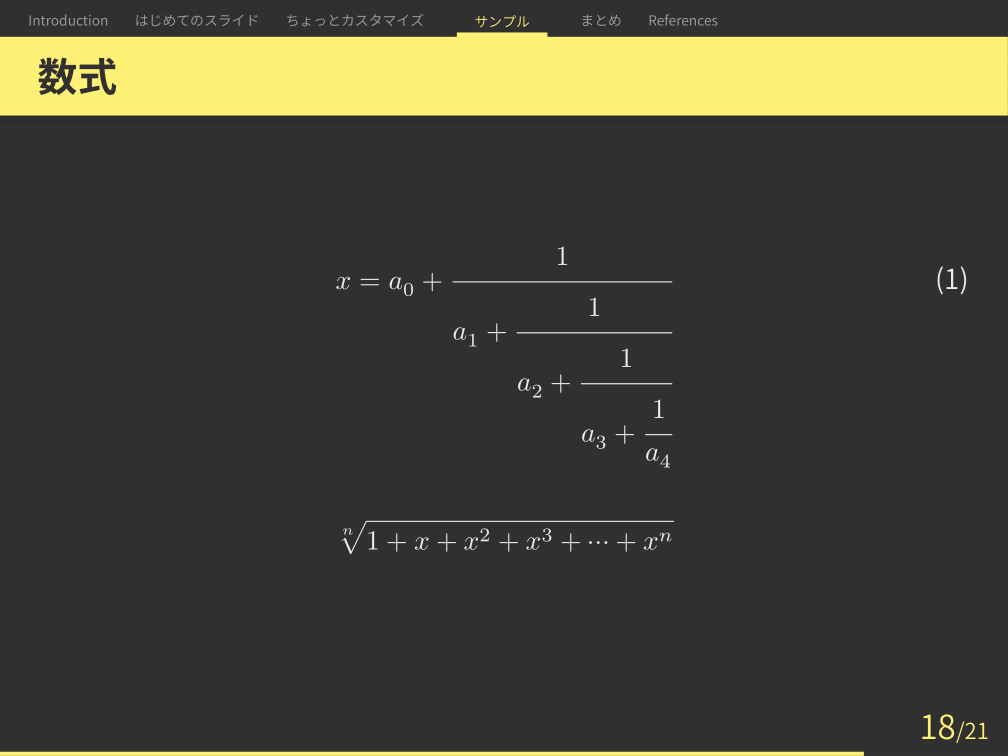 Introduction はじめてのスライド ちょっとカスタマイズ サンプル まとめ References
数式
x = a_0 + \cfrac{1}{a_1 + \cfrac{1}{a_2 + \cfrac{1}{a_3 + \cfrac{1}{a_4}}}} (1)
\sqrt[n]{1 + x + x^2 + x^3 + \cdots + x^n}
18/21